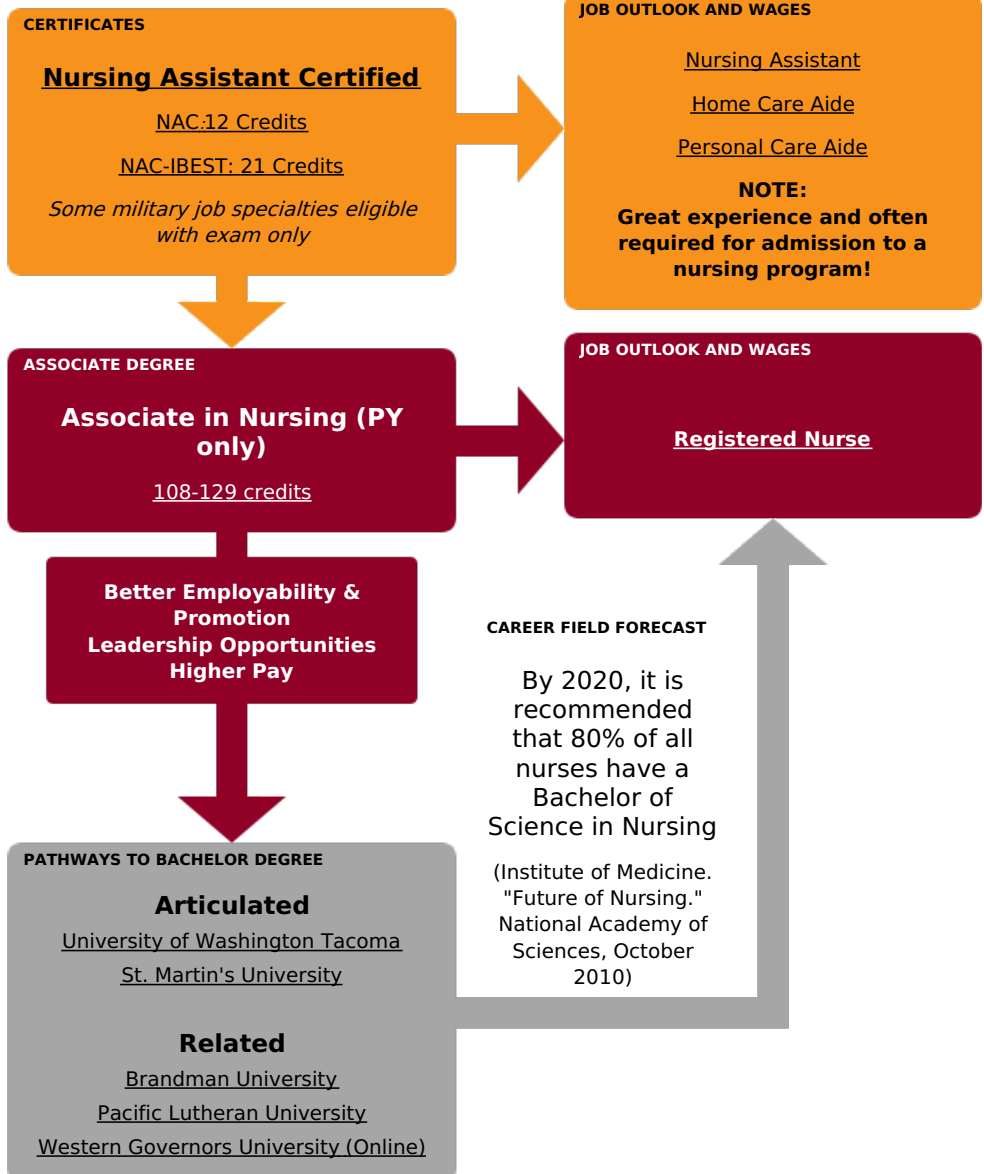 CERTIFICATES
Nursing Assistant Certified
NAC:12 Credits
NAC-IBEST: 21 Credits
Some military job specialties eligible
with exam only
JOB OUTLOOK AND WAGES
Nursing Assistant
Home Care Aide
Personal Care Aide
NOTE:
Great experience and often
required for admission to a
nursing program!
ASSOCIATE DEGREE
Associate in Nursing (PY
only)
108-129 credits
JOB OUTLOOK AND WAGES
Registered Nurse
Better Employability &
Promotion
Leadership Opportunities
Higher Pay
CAREER FIELD FORECAST
By 2020, it is
recommended
that 80% of all
nurses have a
Bachelor of
Science in Nursing
(Institute of Medicine.
"Future of Nursing."
National Academy of
Sciences, October
2010)
PATHWAYS TO BACHELOR DEGREE
Articulated
University of Washington Tacoma
St. Martin's University
Related
Brandman University
Pacific Lutheran University
Western Governors University (Online)